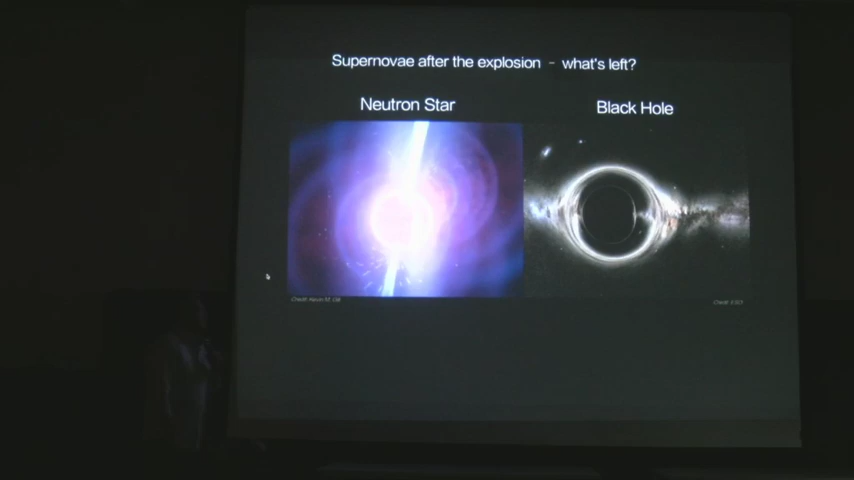 Supernovae after the explosion - what's left?
Neutron Star
Black Hole